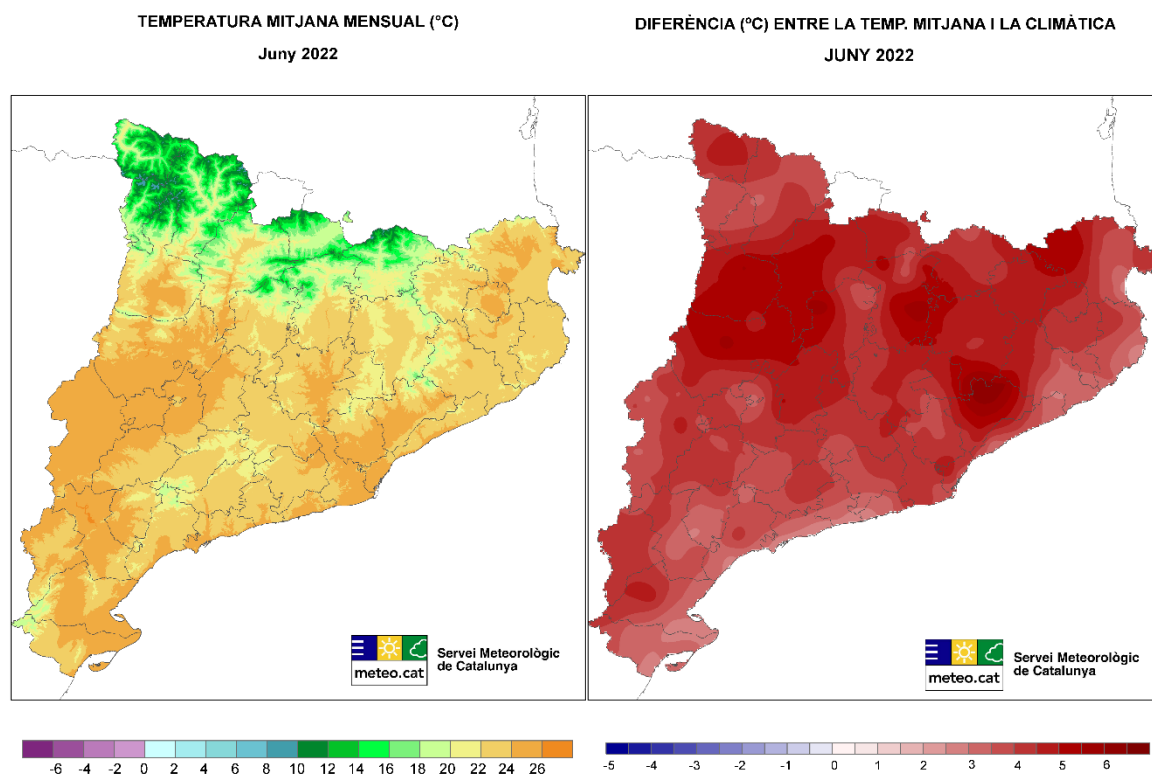 TEMPERATURA MITJANA MENSUAL (°C)
Juny 2022
DIFERÈNCIA (ºC) ENTRE LA TEMP. MITJANA I LA CLIMÀTICA
JUNY 2022
meteo.cat
Servei Meteorològic
de Catalunya
meteo.cat
Servei Meteorològic
de Catalunya
-6 -4 -2 0 2 4 6 8 10 12 14 16 18 20 22 24 26
-5 -4 -3 -2 -1 0 1 2 3 4 5 6